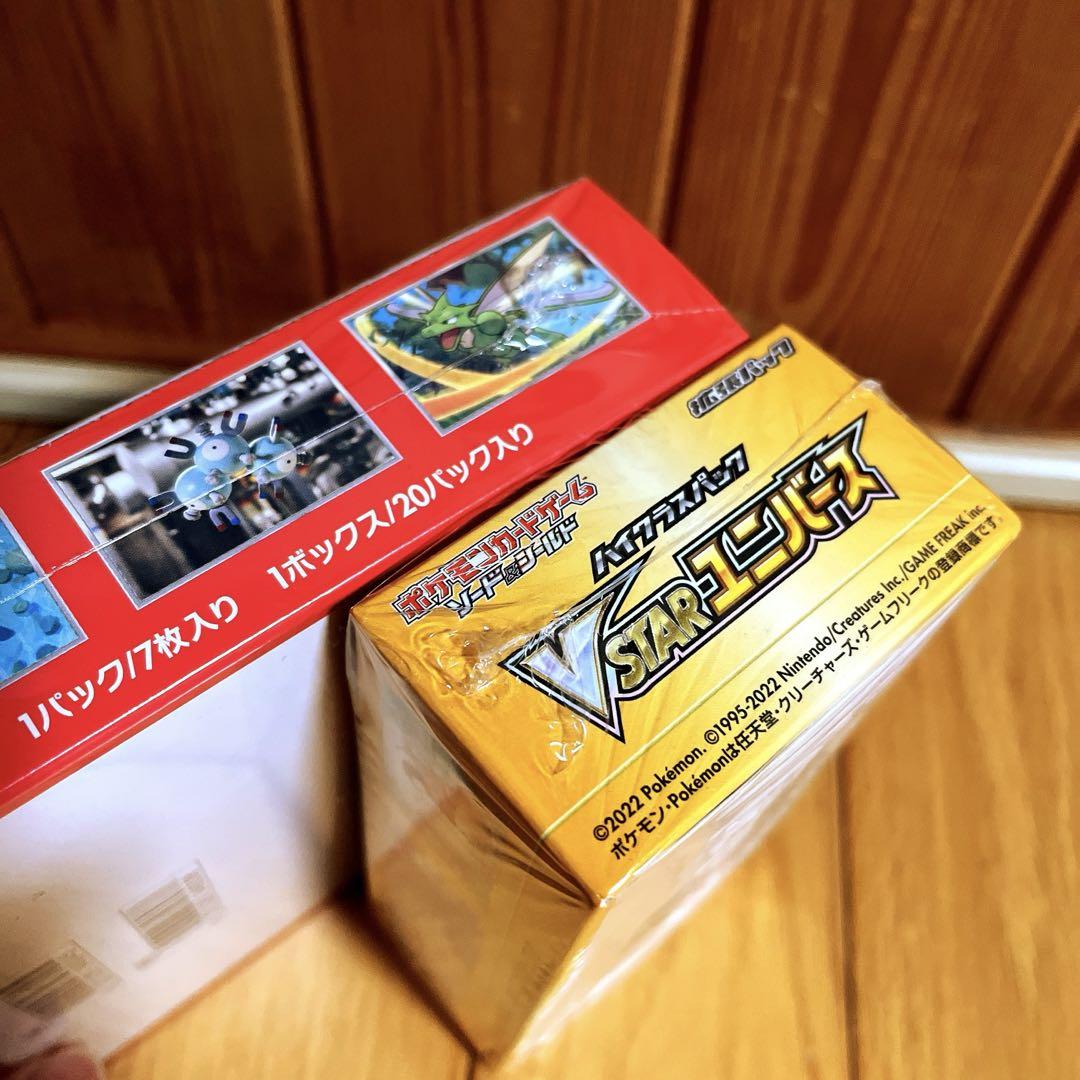 1パック/7枚入り 1ボックス/20パック入り
拡張パック
ポケモンカードゲーム
ソード&シールド
ハイクラスパック
VSTARユニバース
©2022 Pokémon. ©1995-2022 Nintendo/Creatures Inc./GAME FREAK inc.
ポケモン・Pokémonは任天堂・クリーチャーズ・ゲームフリークの登録商標です。